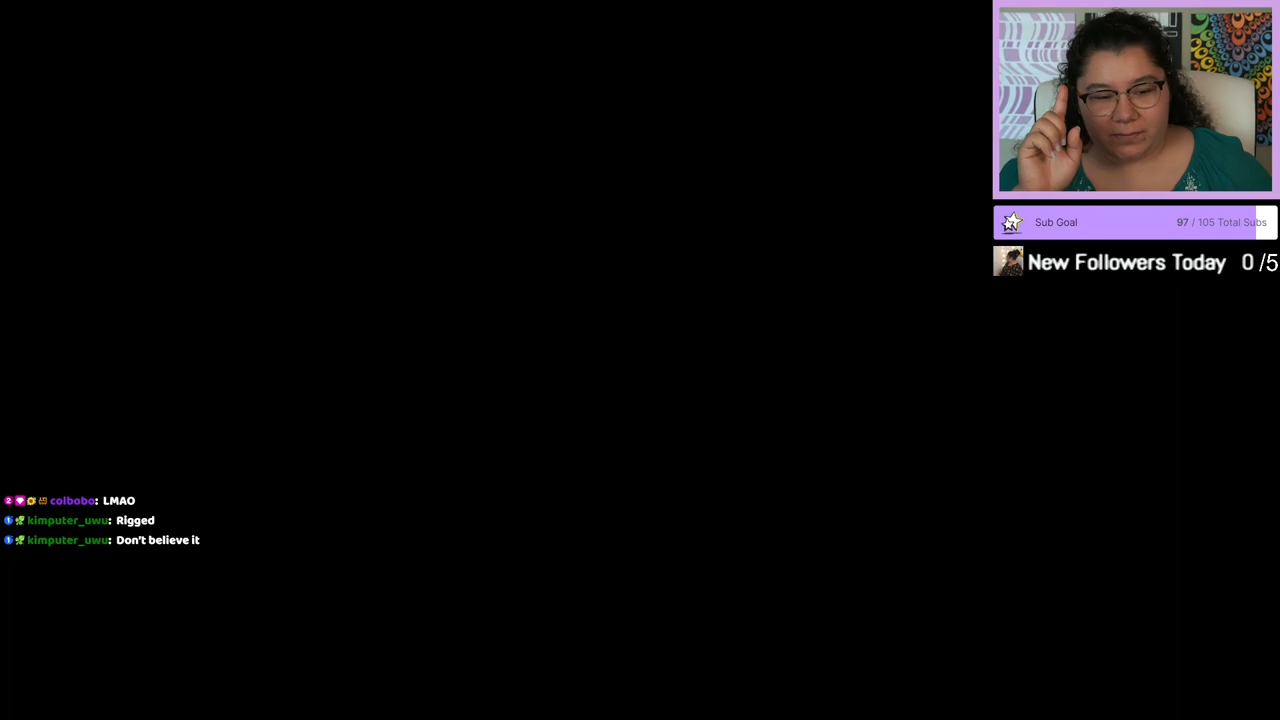 Sub Goal
97 / 105 Total Subs
New Followers Today 0 /5
colbobo: LMAO
kimputer_uwu: Rigged
kimputer_uwu: Don't believe it